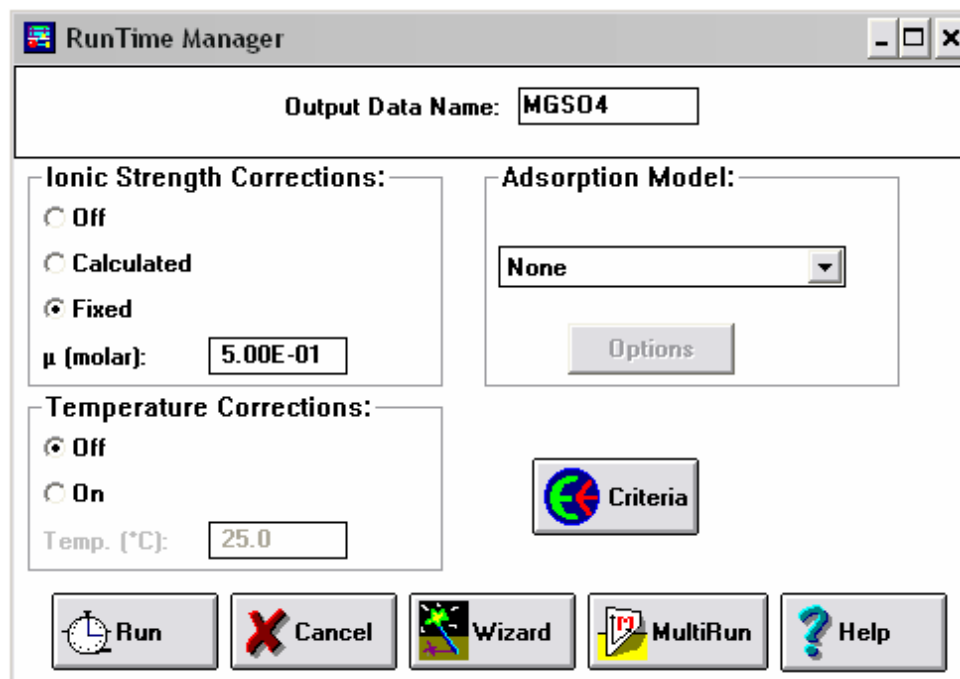 RunTime Manager
Output Data Name: MGSO4
Ionic Strength Corrections:
Off
Calculated
Fixed
µ (molar): 5.00E-01
Adsorption Model:
None
Options
Temperature Corrections:
Off
On
Temp. (°C): 25.0
Criteria
Run Cancel Wizard MultiRun Help